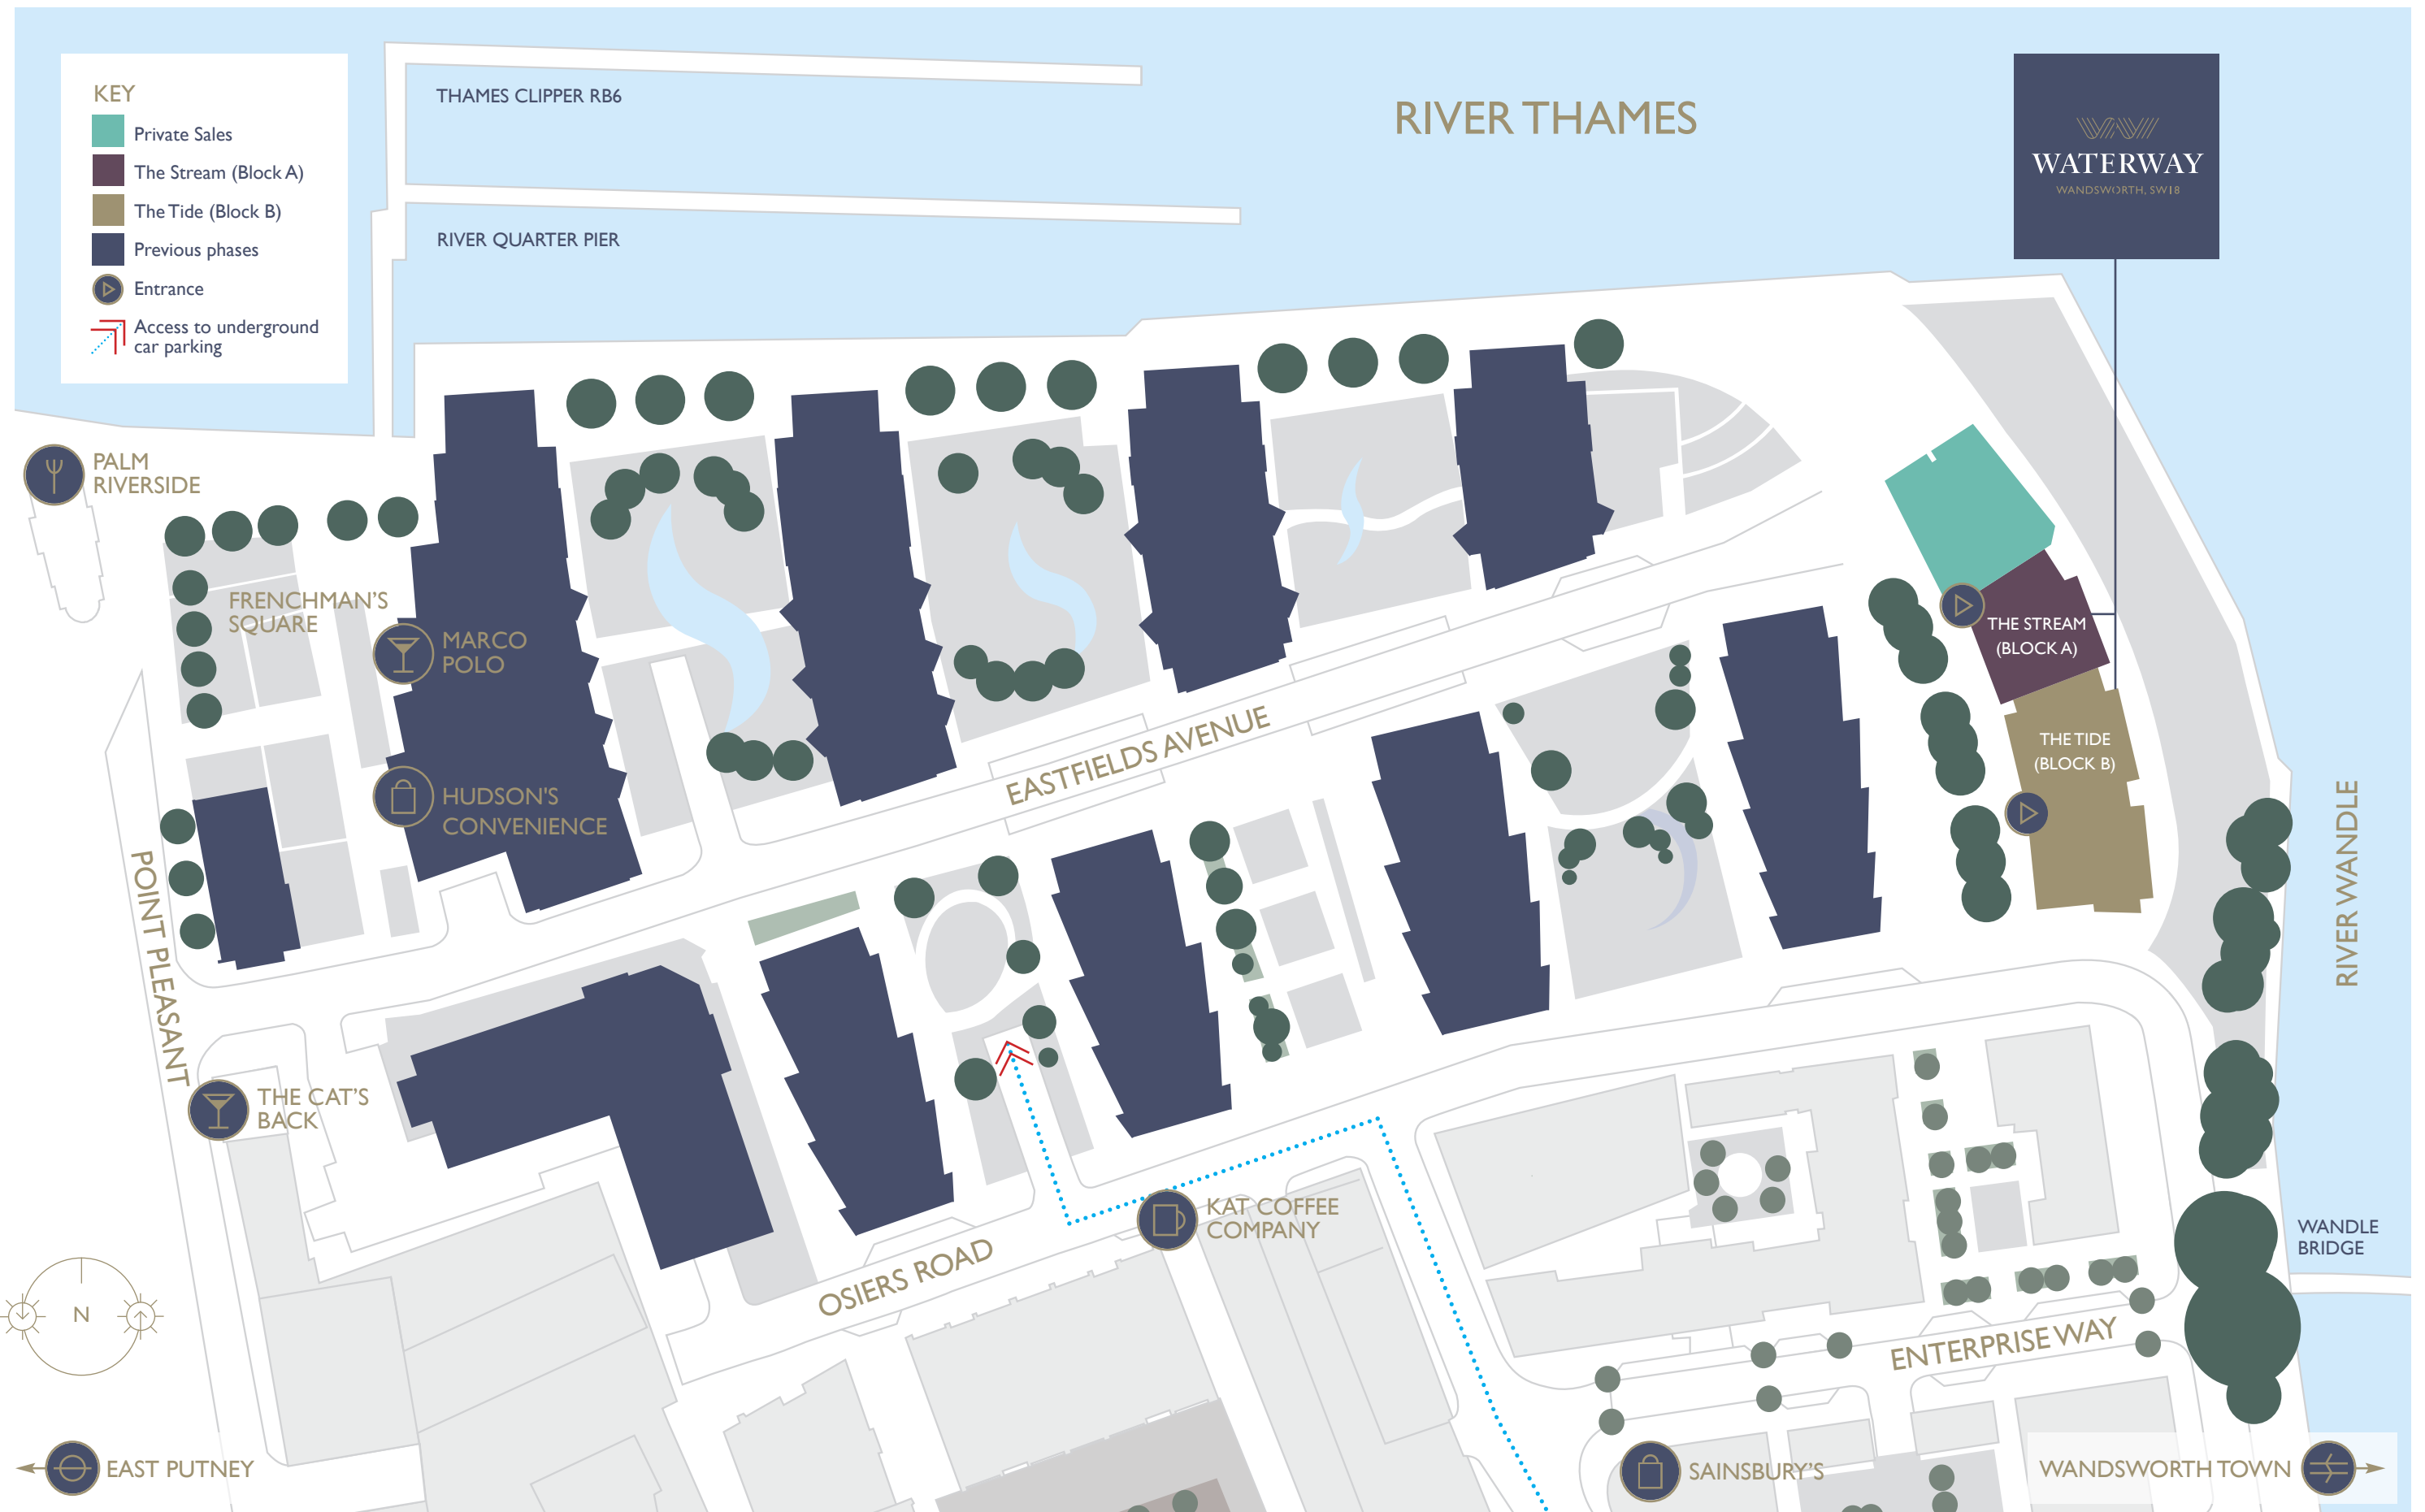 KEY
Private Sales
The Stream (Block A)
The Tide (Block B)
Previous phases
Entrance
Access to underground
car parking
THAMES CLIPPER RB6
RIVER QUARTER PIER
RIVER THAMES
WATERWAY
WANDSWORTH, SW18
PALM
RIVERSIDE
FRENCHMAN'S
SQUARE
MARCO
POLO
HUDSON'S
CONVENIENCE
THE STREAM
(BLOCK A)
THE TIDE
(BLOCK B)
EASTFIELDS AVENUE
POINT PLEASANT
RIVER WANDLE
THE CAT'S
BACK
KAT COFFEE
COMPANY
OSIERS ROAD
WANDLE
BRIDGE
N
ENTERPRISE WAY
EAST PUTNEY
SAINSBURY'S
WANDSWORTH TOWN